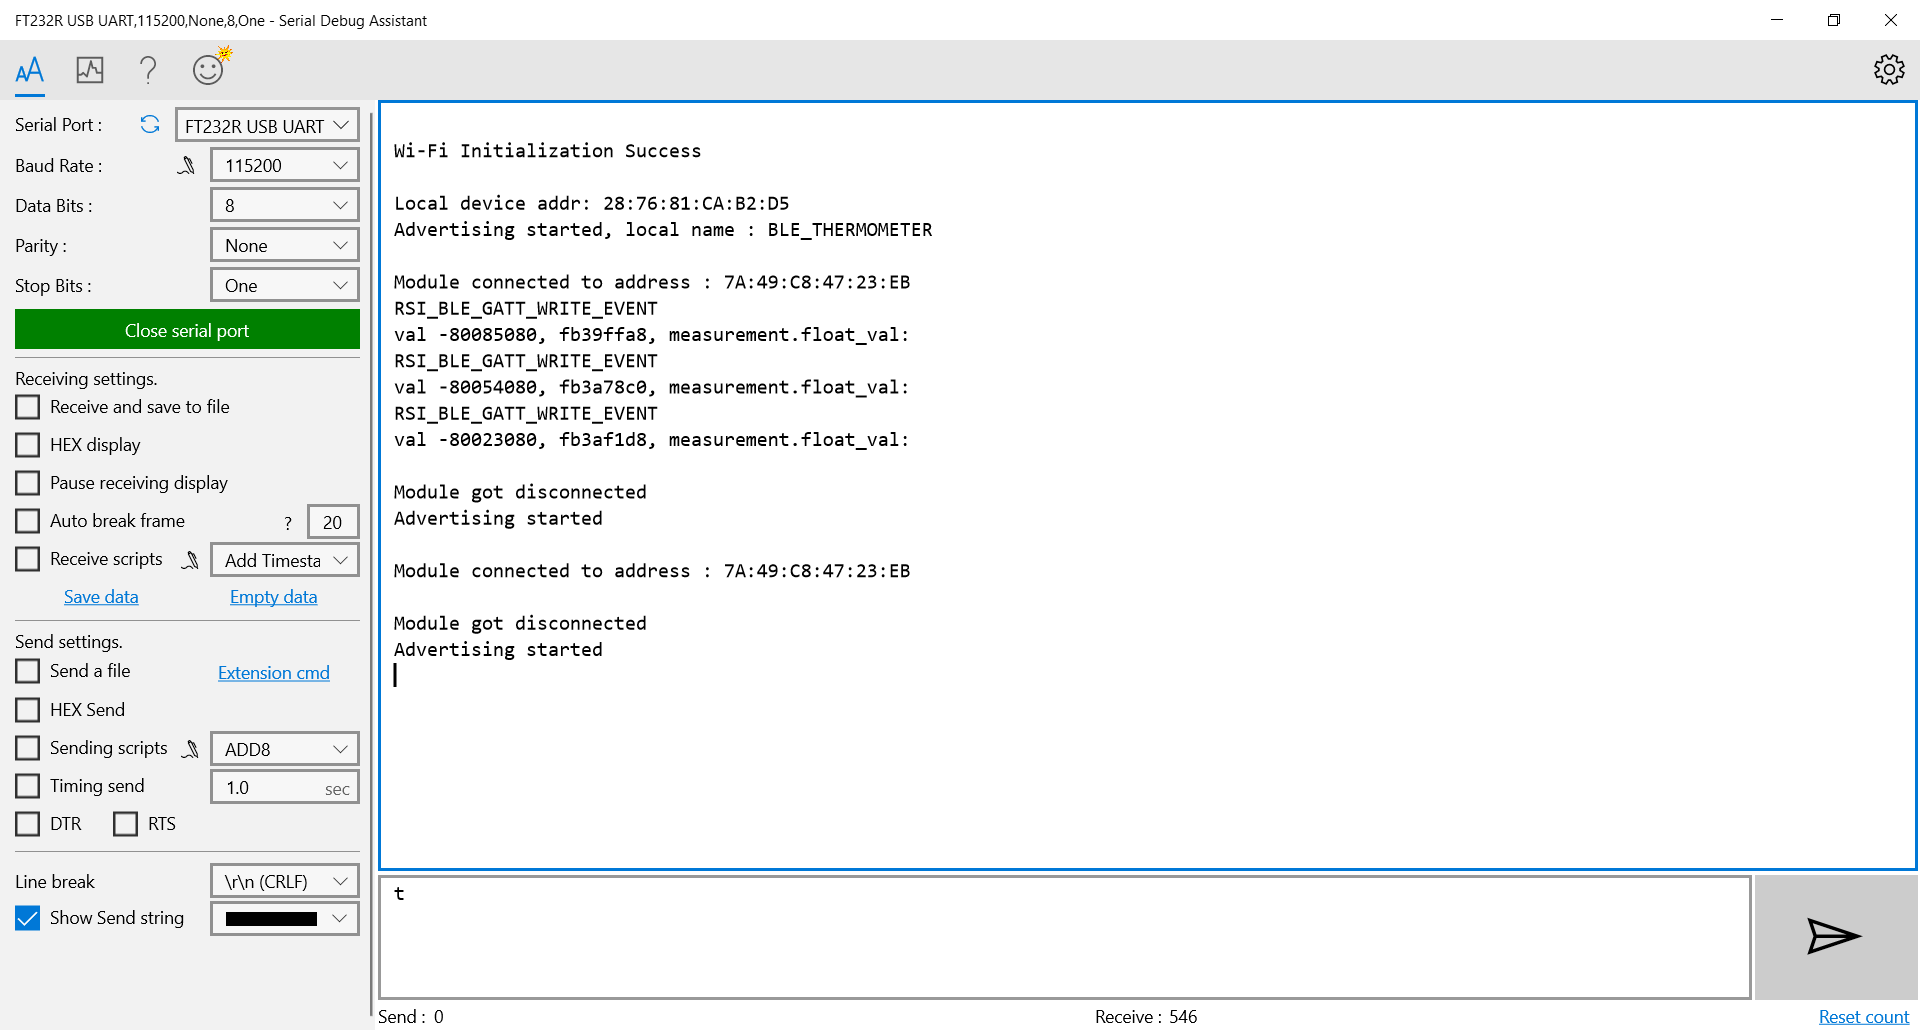 FT232R USB UART,115200,None,8,One - Serial Debug Assistant
Serial Port :
FT232R USB UART
Baud Rate :
115200
Data Bits :
8
Parity :
None
Stop Bits :
One
Close serial port
Receiving settings.
Receive and save to file
HEX display
Pause receiving display
Auto break frame ? 20
Receive scripts Add Timesta
Save data Empty data
Send settings.
Send a file Extension cmd
HEX Send
Sending scripts ADD8
Timing send 1.0 sec
DTR RTS
Line break \r\n (CRLF)
Show Send string
Wi-Fi Initialization Success
Local device addr: 28:76:81:CA:B2:D5
Advertising started, local name : BLE_THERMOMETER
Module connected to address : 7A:49:C8:47:23:EB
RSI_BLE_GATT_WRITE_EVENT
val -80085080, fb39ffa8, measurement.float_val:
RSI_BLE_GATT_WRITE_EVENT
val -80054080, fb3a78c0, measurement.float_val:
RSI_BLE_GATT_WRITE_EVENT
val -80023080, fb3af1d8, measurement.float_val:
Module got disconnected
Advertising started
Module connected to address : 7A:49:C8:47:23:EB
Module got disconnected
Advertising started
t
Send : 0 Receive : 546 Reset count